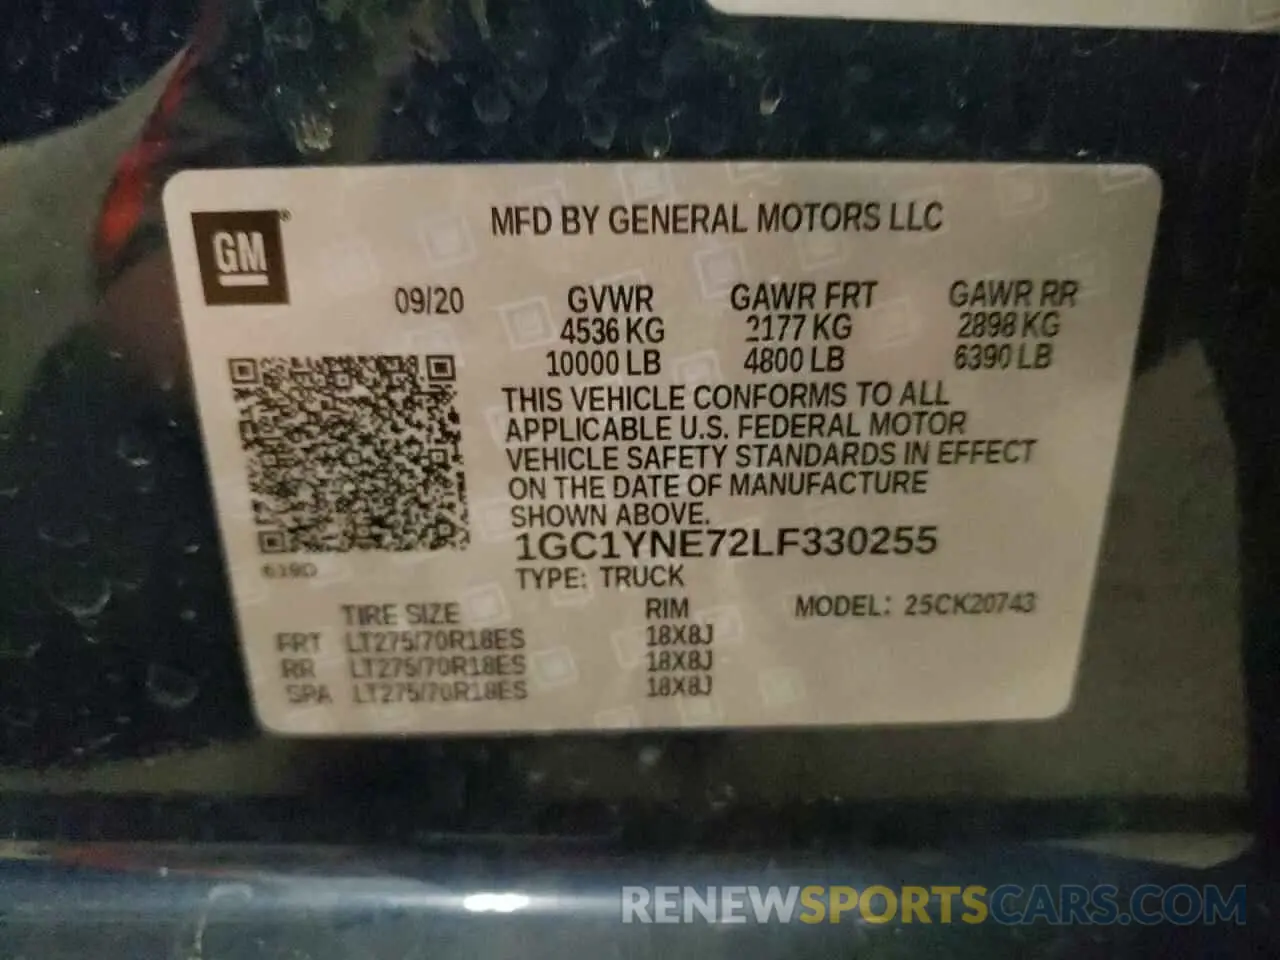 GM®
MFD BY GENERAL MOTORS LLC
09/20 GVWR GAWR FRT GAWR RR
4536 KG 2177 KG 2898 KG
10000 LB 4800 LB 6390 LB
THIS VEHICLE CONFORMS TO ALL
APPLICABLE U.S. FEDERAL MOTOR
VEHICLE SAFETY STANDARDS IN EFFECT
ON THE DATE OF MANUFACTURE
SHOWN ABOVE.
1GC1YNE72LF330255
619D
TYPE: TRUCK
TIRE SIZE RIM MODEL: 25CK20743
FRT LT275/70R18ES 18X8J
RR LT275/70R18ES 18X8J
SPA LT275/70R18ES 18X8J
RENEWSPORTSCARS.COM